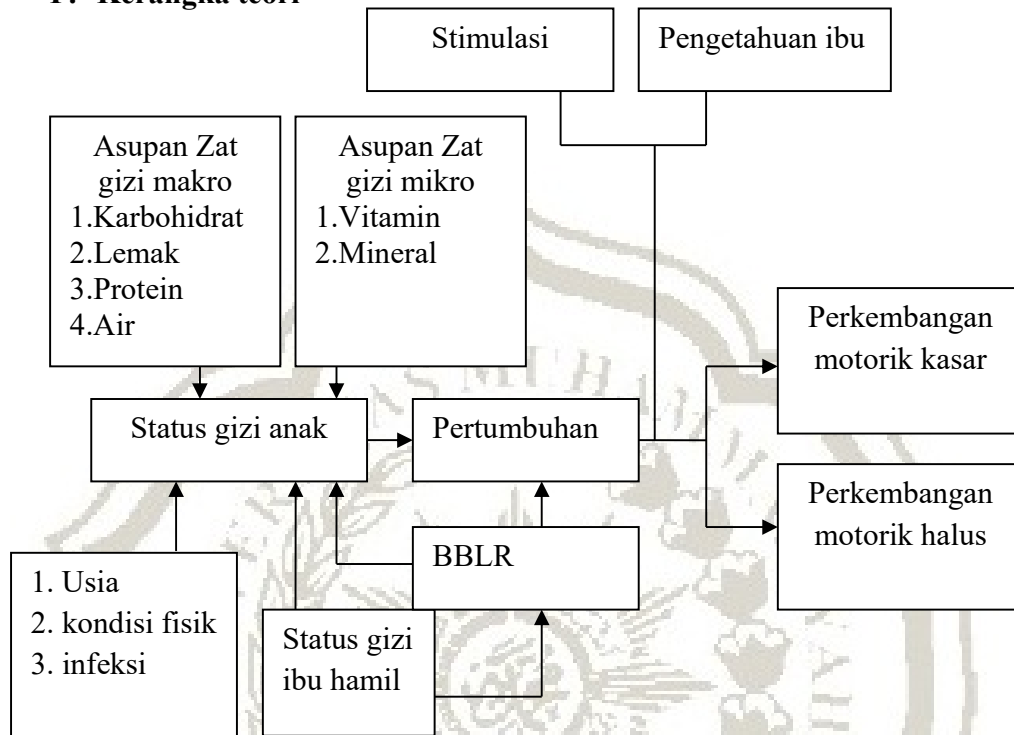 Kerangka teori
Stimulasi
Pengetahuan ibu
Asupan Zat
gizi makro
1.Karbohidrat
2.Lemak
3.Protein
4.Air
Asupan Zat
gizi mikro
1.Vitamin
2.Mineral
Perkembangan
motorik kasar
Status gizi anak
Pertumbuhan
Perkembangan
motorik halus
BBLR
1. Usia
2. kondisi fisik
3. infeksi
Status gizi
ibu hamil